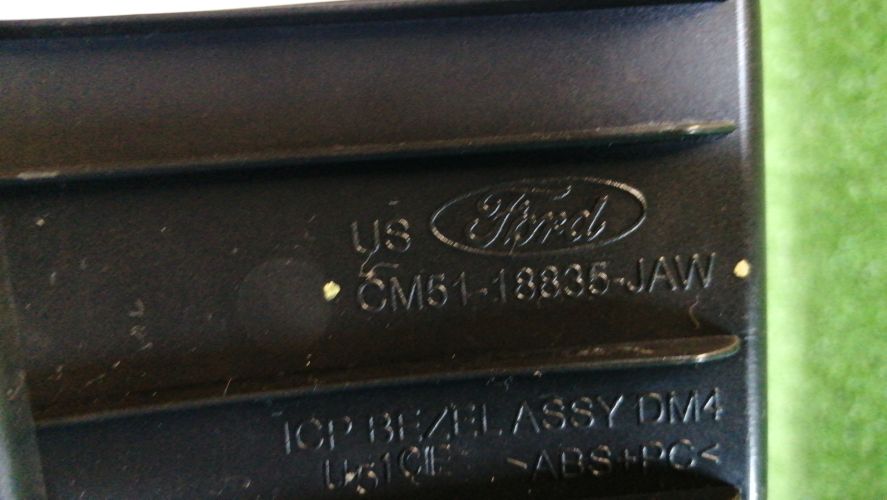 US Ford
CM51-18835-JAW
ICP BEZEL ASSY DM4
>ABS+PC<